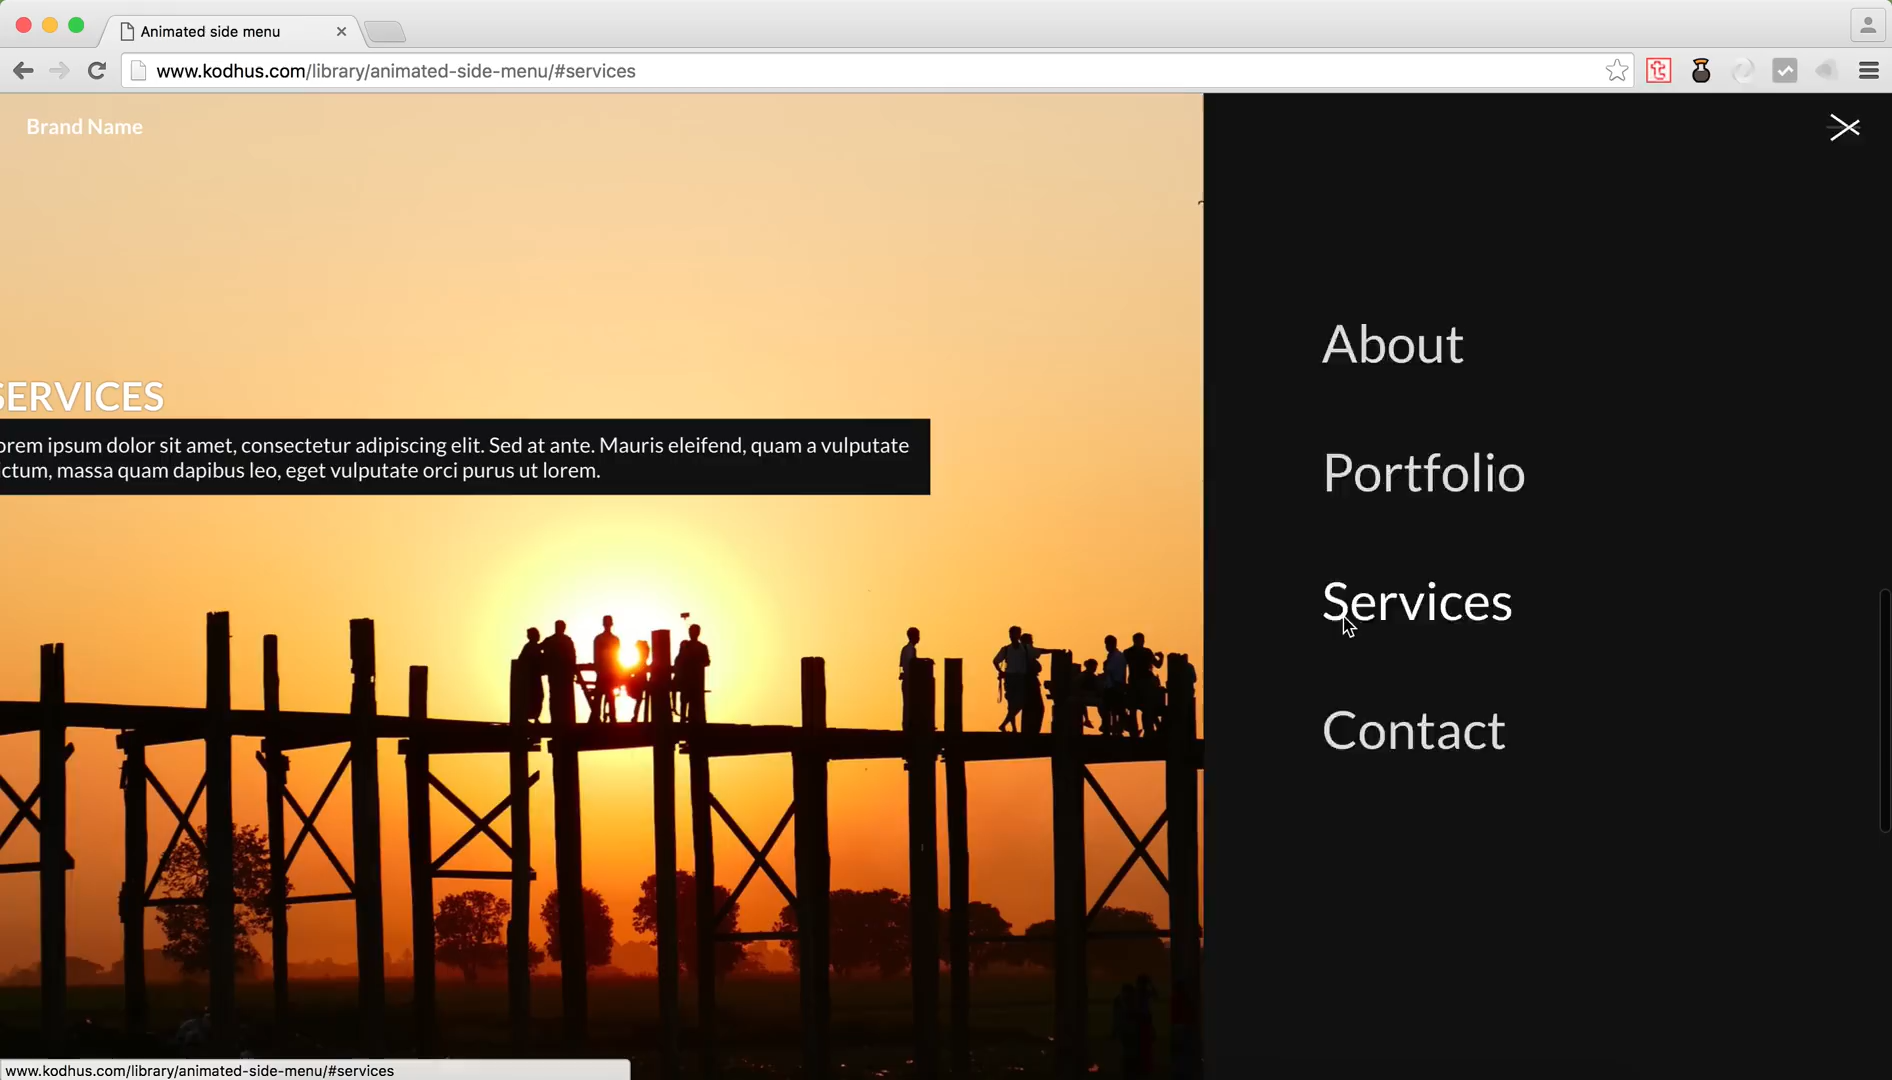 Animated side menu
www.kodhus.com/library/animated-side-menu/#services
Brand Name
SERVICES
orem ipsum dolor sit amet, consectetur adipiscing elit. Sed at ante. Mauris eleifend, quam a vulputate
ictum, massa quam dapibus leo, eget vulputate orci purus ut lorem.
About
Portfolio
Services
Contact
www.kodhus.com/library/animated-side-menu/#services